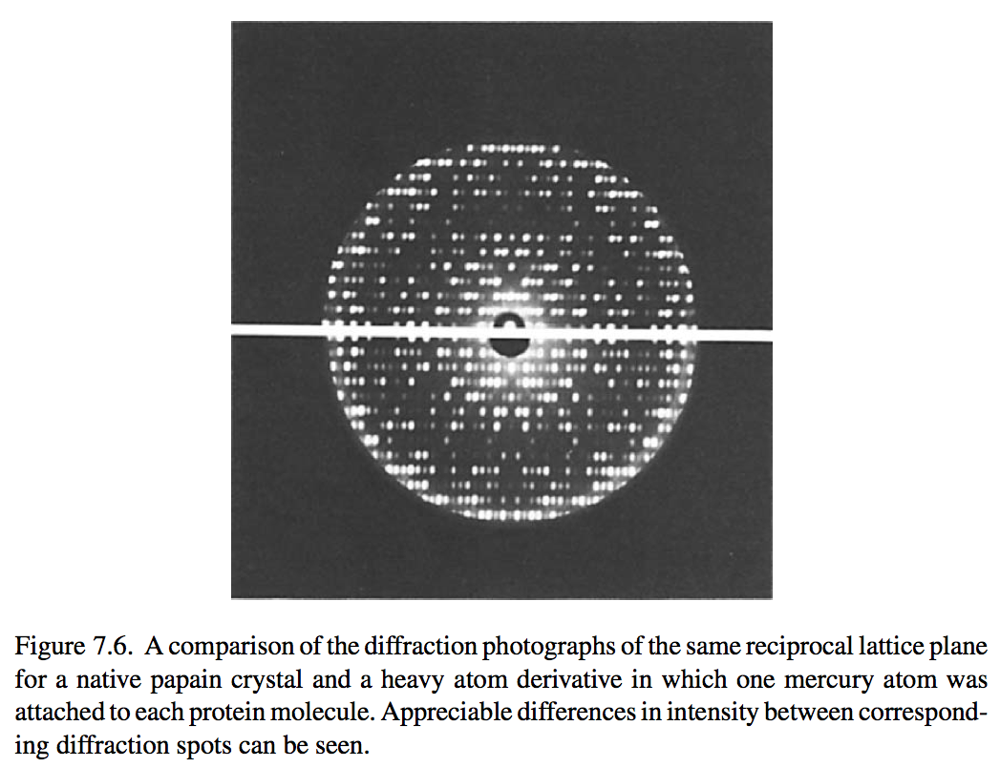 Figure 7.6. A comparison of the diffraction photographs of the same reciprocal lattice plane
for a native papain crystal and a heavy atom derivative in which one mercury atom was
attached to each protein molecule. Appreciable differences in intensity between correspond-
ing diffraction spots can be seen.